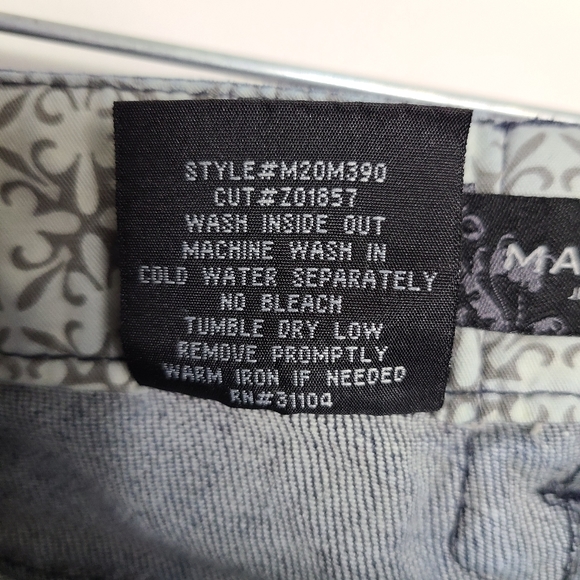 STYLE#M20M390
CUT#Z01857
WASH INSIDE OUT
MACHINE WASH IN
COLD WATER SEPARATELY
NO BLEACH
TUMBLE DRY LOW
REMOVE PROMPTLY
WARM IRON IF NEEDED
RN#31104
MA